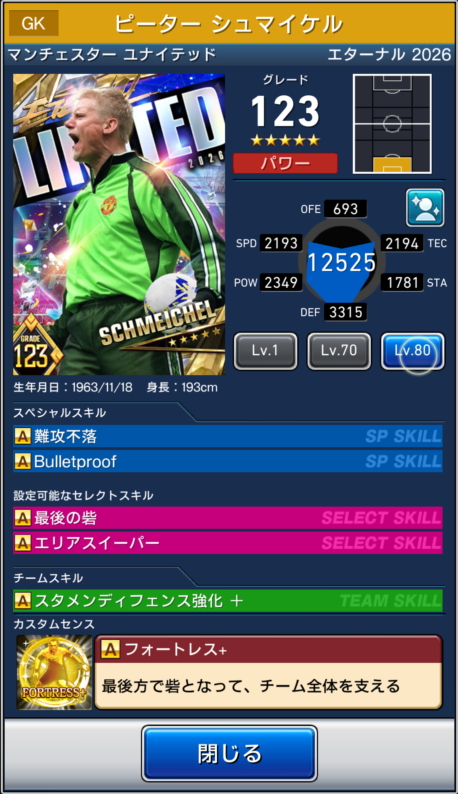 GK
ピーター シュマイケル
マンチェスター ユナイテッド
エターナル 2026
LIMITED
2026
SCHMEICHEL
GRADE
123
グレード
123
★★★★★
パワー
OFE 693
SPD 2193
2194 TEC
12525
POW 2349
1781 STA
DEF 3315
Lv.1
Lv.70
Lv.80
生年月日：1963/11/18 身長：193cm
スペシャルスキル
A 難攻不落 SP SKILL
A Bulletproof SP SKILL
設定可能なセレクトスキル
A 最後の砦 SELECT SKILL
A エリアスイーパー SELECT SKILL
チームスキル
A スタメンディフェンス強化 ＋ TEAM SKILL
カスタムセンス
FORTRESS+
A フォートレス+
最後方で砦となって、チーム全体を支える
閉じる